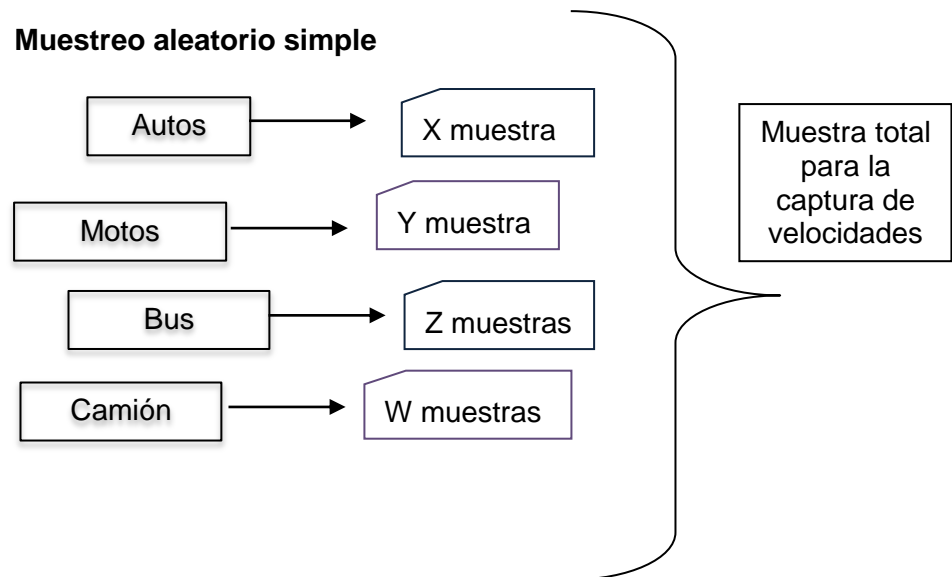 Muestreo aleatorio simple
Autos
X muestra
Motos
Y muestra
Bus
Z muestras
Camión
W muestras
Muestra total
para la
captura de
velocidades